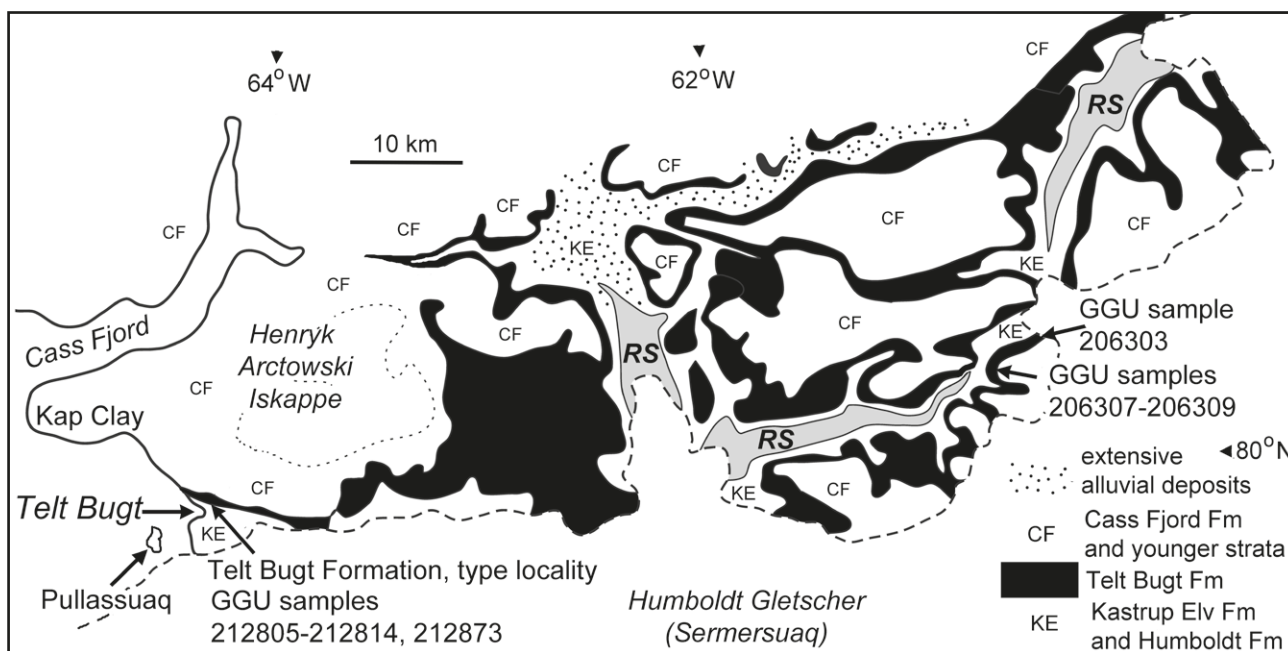 CF
64°W
62°W
CF
RS
10 km
CF
CF
CF
CF
CF
KE
CF
CF
CF
KE
Cass Fjord
Henryk
Arctowski
Iskappe
CF
CF
RS
CF
KE
GGU sample
206303
GGU samples
206307-206309
Kap Clay
RS
80°N
extensive
alluvial deposits
CF
KE
CF
Telt Bugt
KE
CF
Cass Fjord Fm
and younger strata
Telt Bugt Fm
KE
Kastrup Elv Fm
and Humboldt Fm
Pullassuaq
Telt Bugt Formation, type locality
GGU samples
212805-212814, 212873
Humboldt Gletscher
(Sermersuaq)